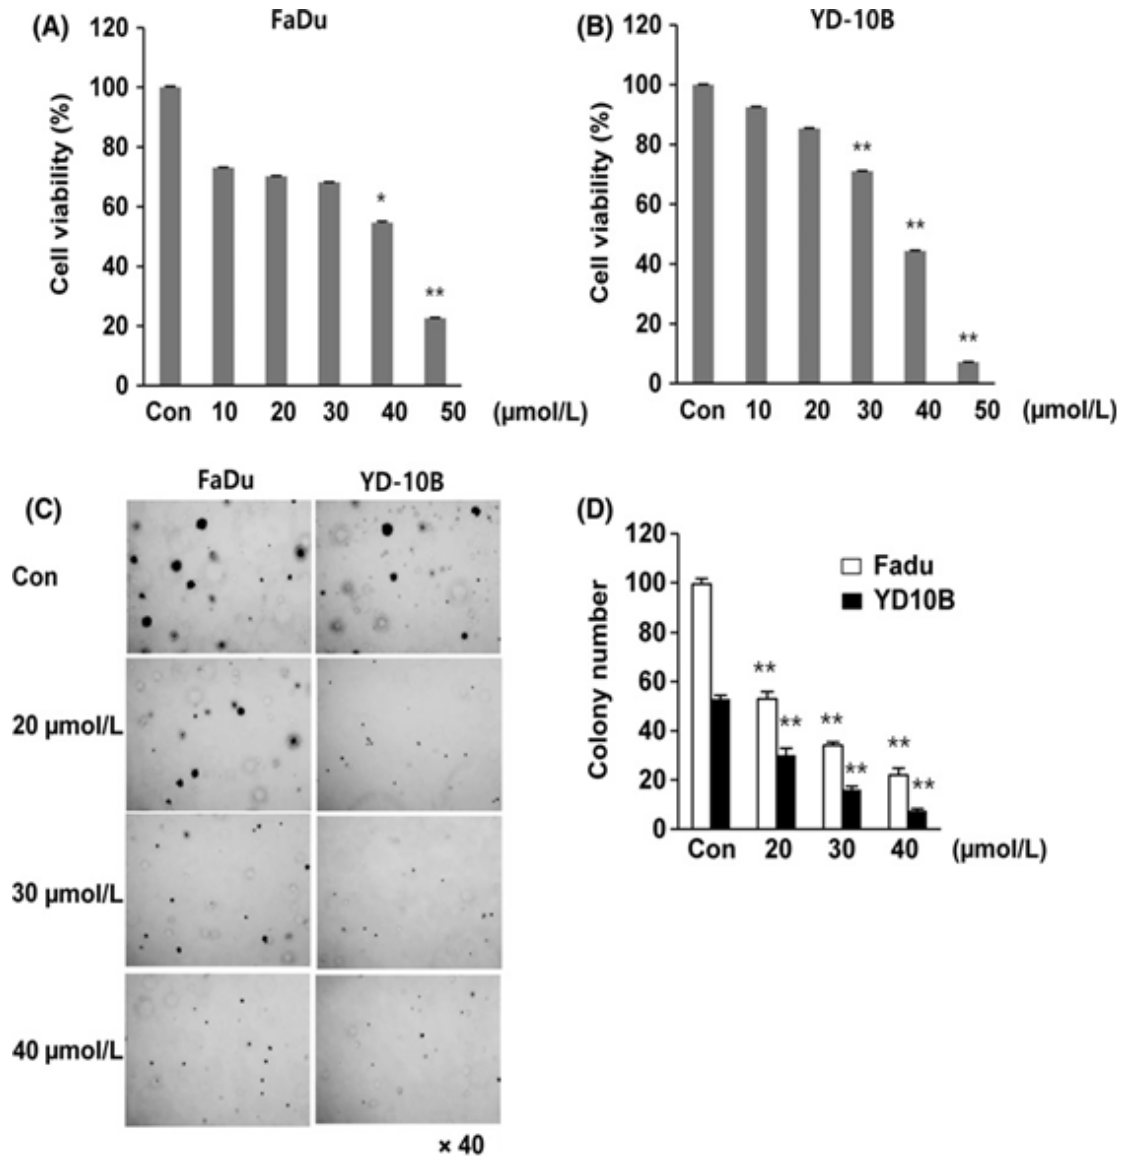 (A) FaDu
Cell viability (%)
120
100
80
60
40
20
0
*
**
Con 10 20 30 40 50 (µmol/L)
(B) YD-10B
Cell viability (%)
120
100
80
60
40
20
0
**
**
**
Con 10 20 30 40 50 (µmol/L)
(C)
FaDu YD-10B
Con
20 µmol/L
30 µmol/L
40 µmol/L
× 40
(D)
Colony number
120
100
80
60
40
20
0
Fadu
YD10B
**
**
**
**
**
**
Con 20 30 40 (µmol/L)